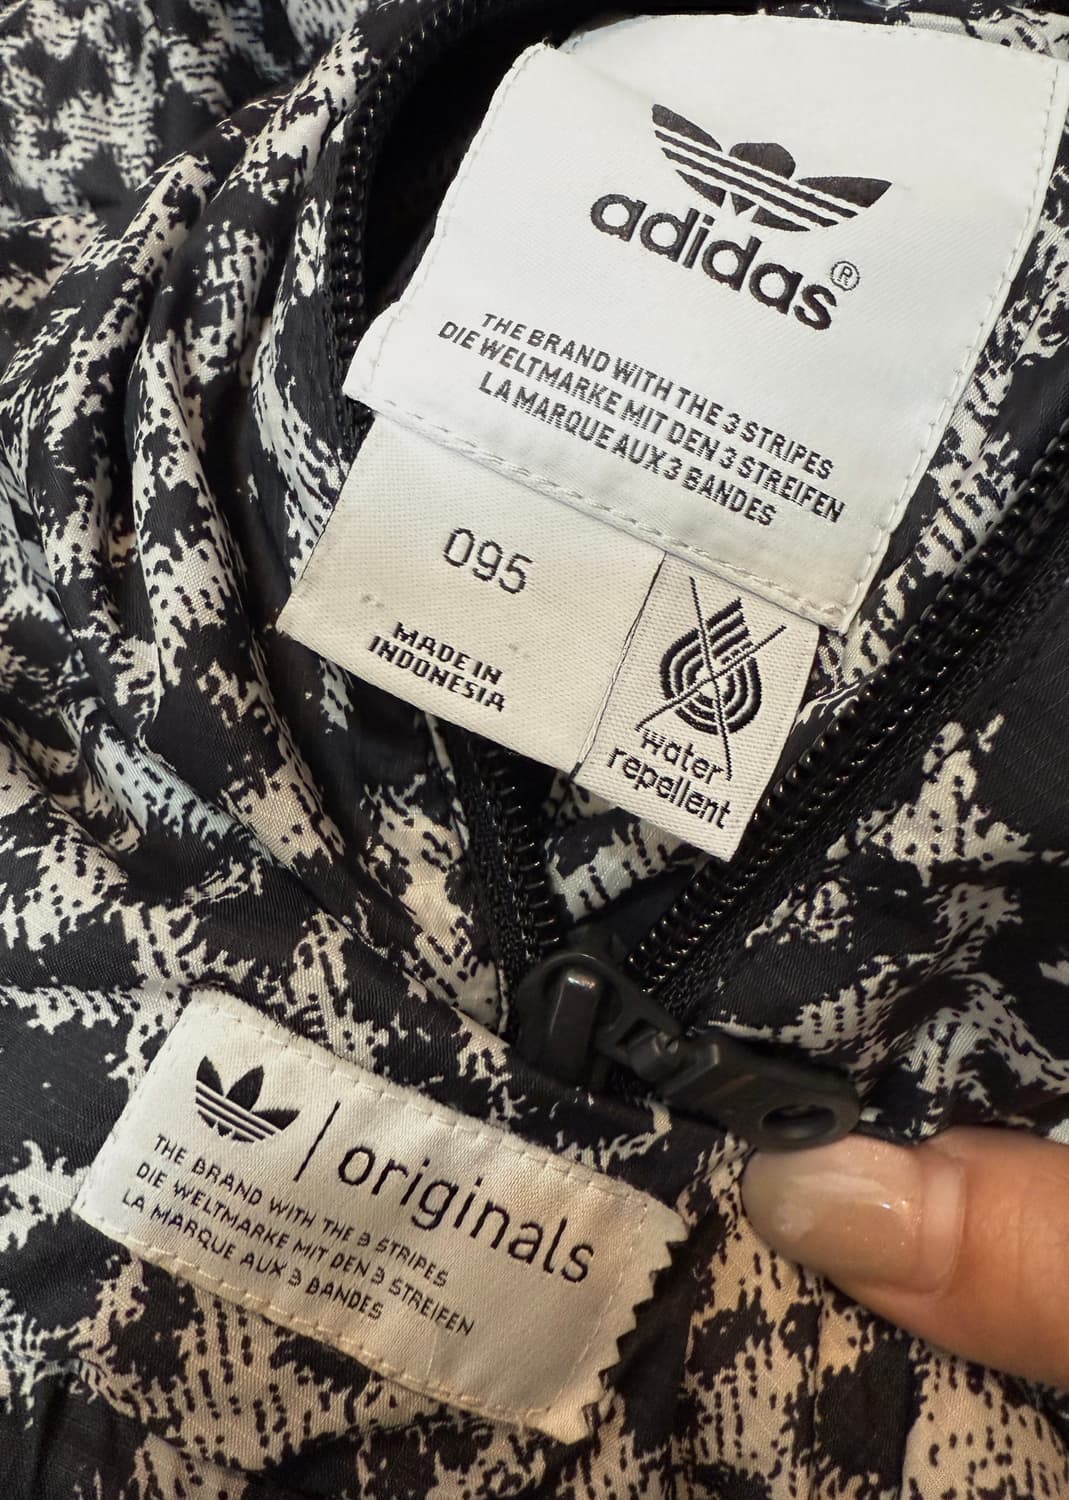 adidas®
THE BRAND WITH THE 3 STRIPES
DIE WELTMARKE MIT DEN 3 STREIFEN
LA MARQUE AUX 3 BANDES
095
MADE IN
INDONESIA
water
repellent
originals
THE BRAND WITH THE 3 STRIPES
DIE WELTMARKE MIT DEN 3 STREIFEN
LA MARQUE AUX 3 BANDES